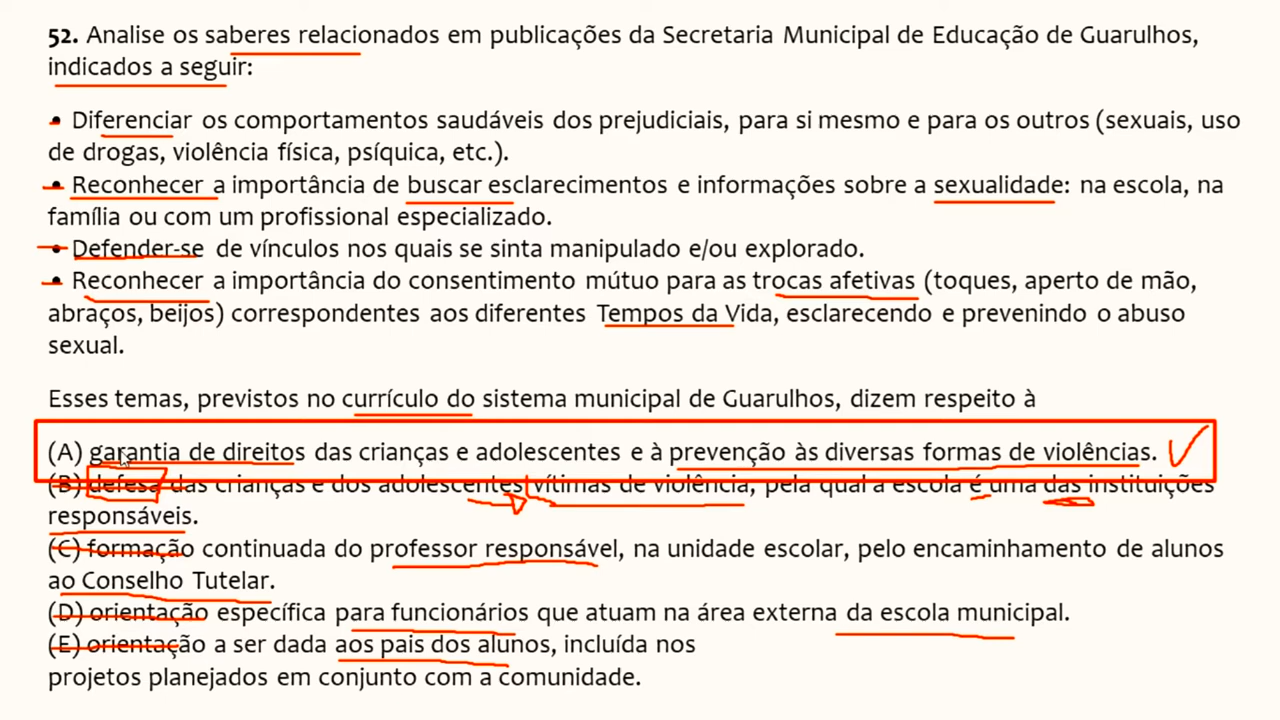 52. Analise os saberes relacionados em publicações da Secretaria Municipal de Educação de Guarulhos,
indicados a seguir:
• Diferenciar os comportamentos saudáveis dos prejudiciais, para si mesmo e para os outros (sexuais, uso
de drogas, violência física, psíquica, etc.).
• Reconhecer a importância de buscar esclarecimentos e informações sobre a sexualidade: na escola, na
família ou com um profissional especializado.
• Defender-se de vínculos nos quais se sinta manipulado e/ou explorado.
• Reconhecer a importância do consentimento mútuo para as trocas afetivas (toques, aperto de mão,
abraços, beijos) correspondentes aos diferentes Tempos da Vida, esclarecendo e prevenindo o abuso
sexual.
Esses temas, previstos no currículo do sistema municipal de Guarulhos, dizem respeito à
(A) garantia de direitos das crianças e adolescentes e à prevenção às diversas formas de violências.
(B) defesa das crianças e dos adolescentes vítimas de violência, pela qual a escola é uma das instituições
responsáveis.
(C) formação continuada do professor responsável, na unidade escolar, pelo encaminhamento de alunos
ao Conselho Tutelar.
(D) orientação específica para funcionários que atuam na área externa da escola municipal.
(E) orientação a ser dada aos pais dos alunos, incluída nos
projetos planejados em conjunto com a comunidade.